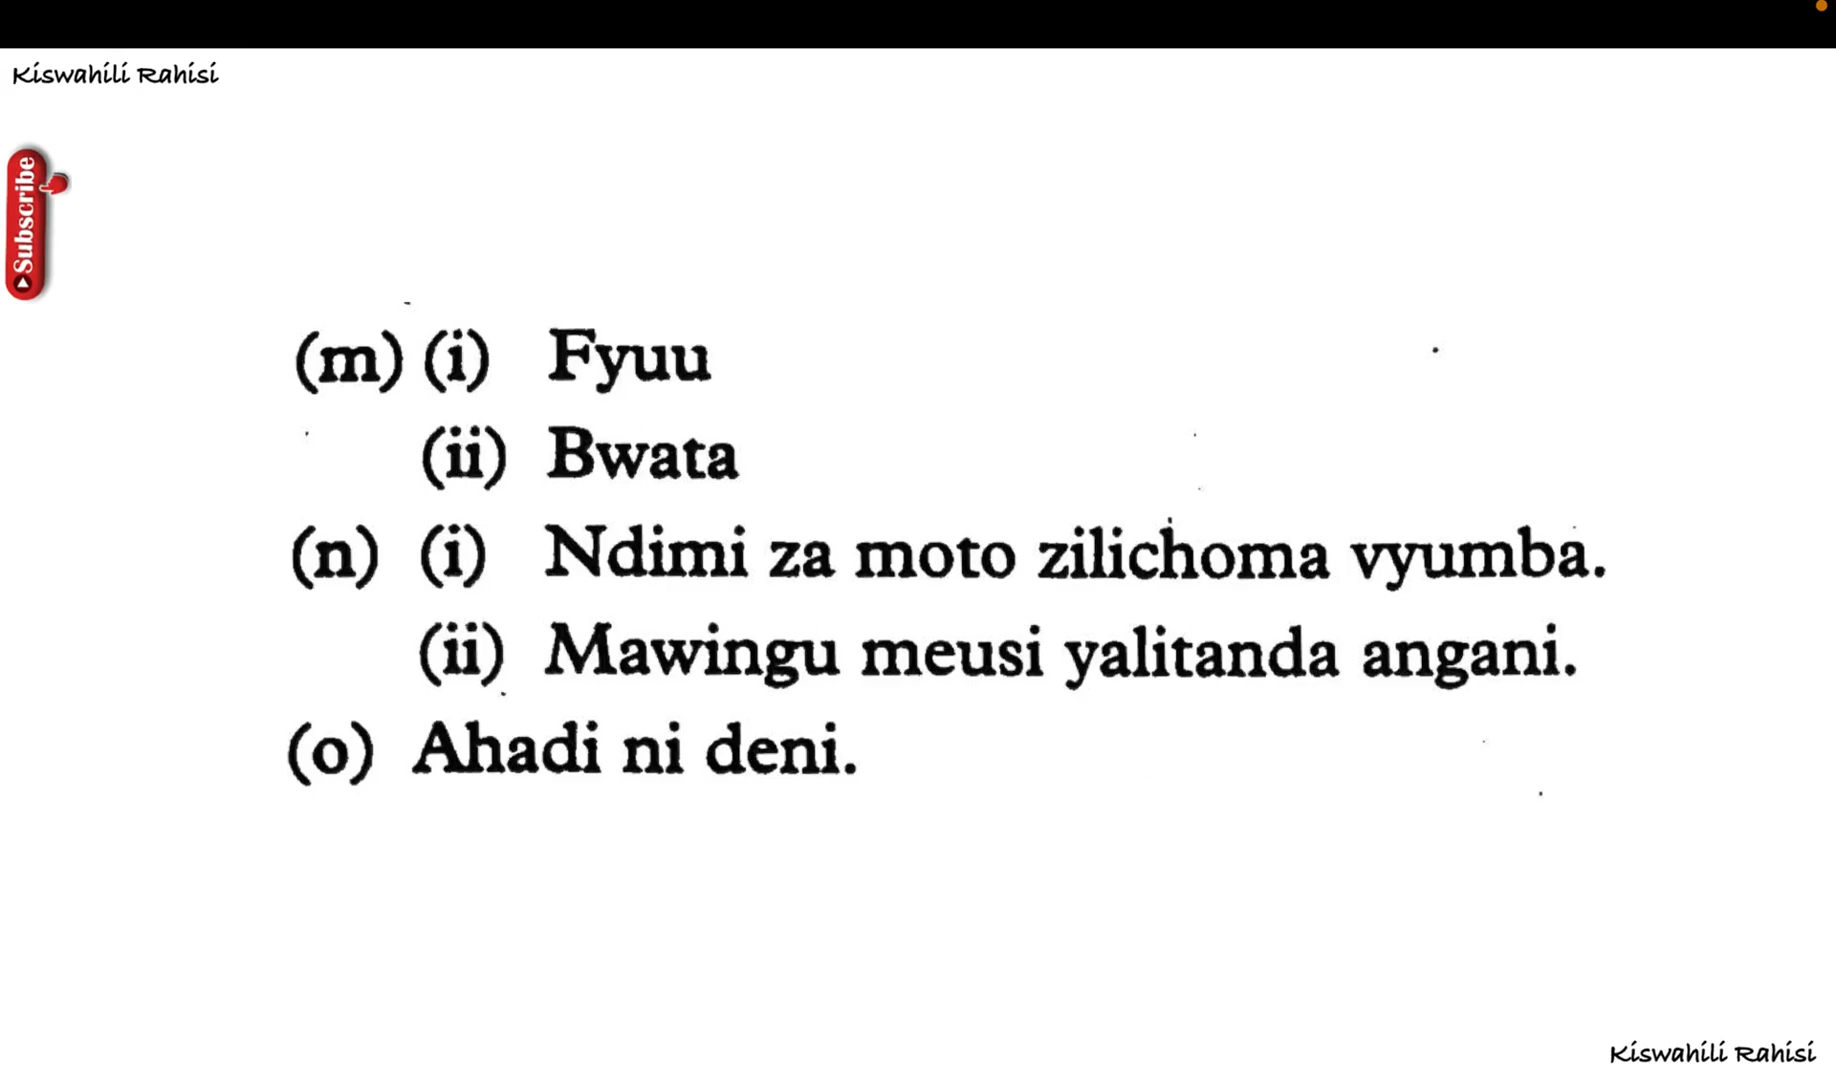 Kiswahili Rahisi
Subscribe
(m) (i) Fyuu
(ii) Bwata
(n) (i) Ndimi za moto zilichoma vyumba.
(ii) Mawingu meusi yalitanda angani.
(o) Ahadi ni deni.
Kiswahili Rahisi